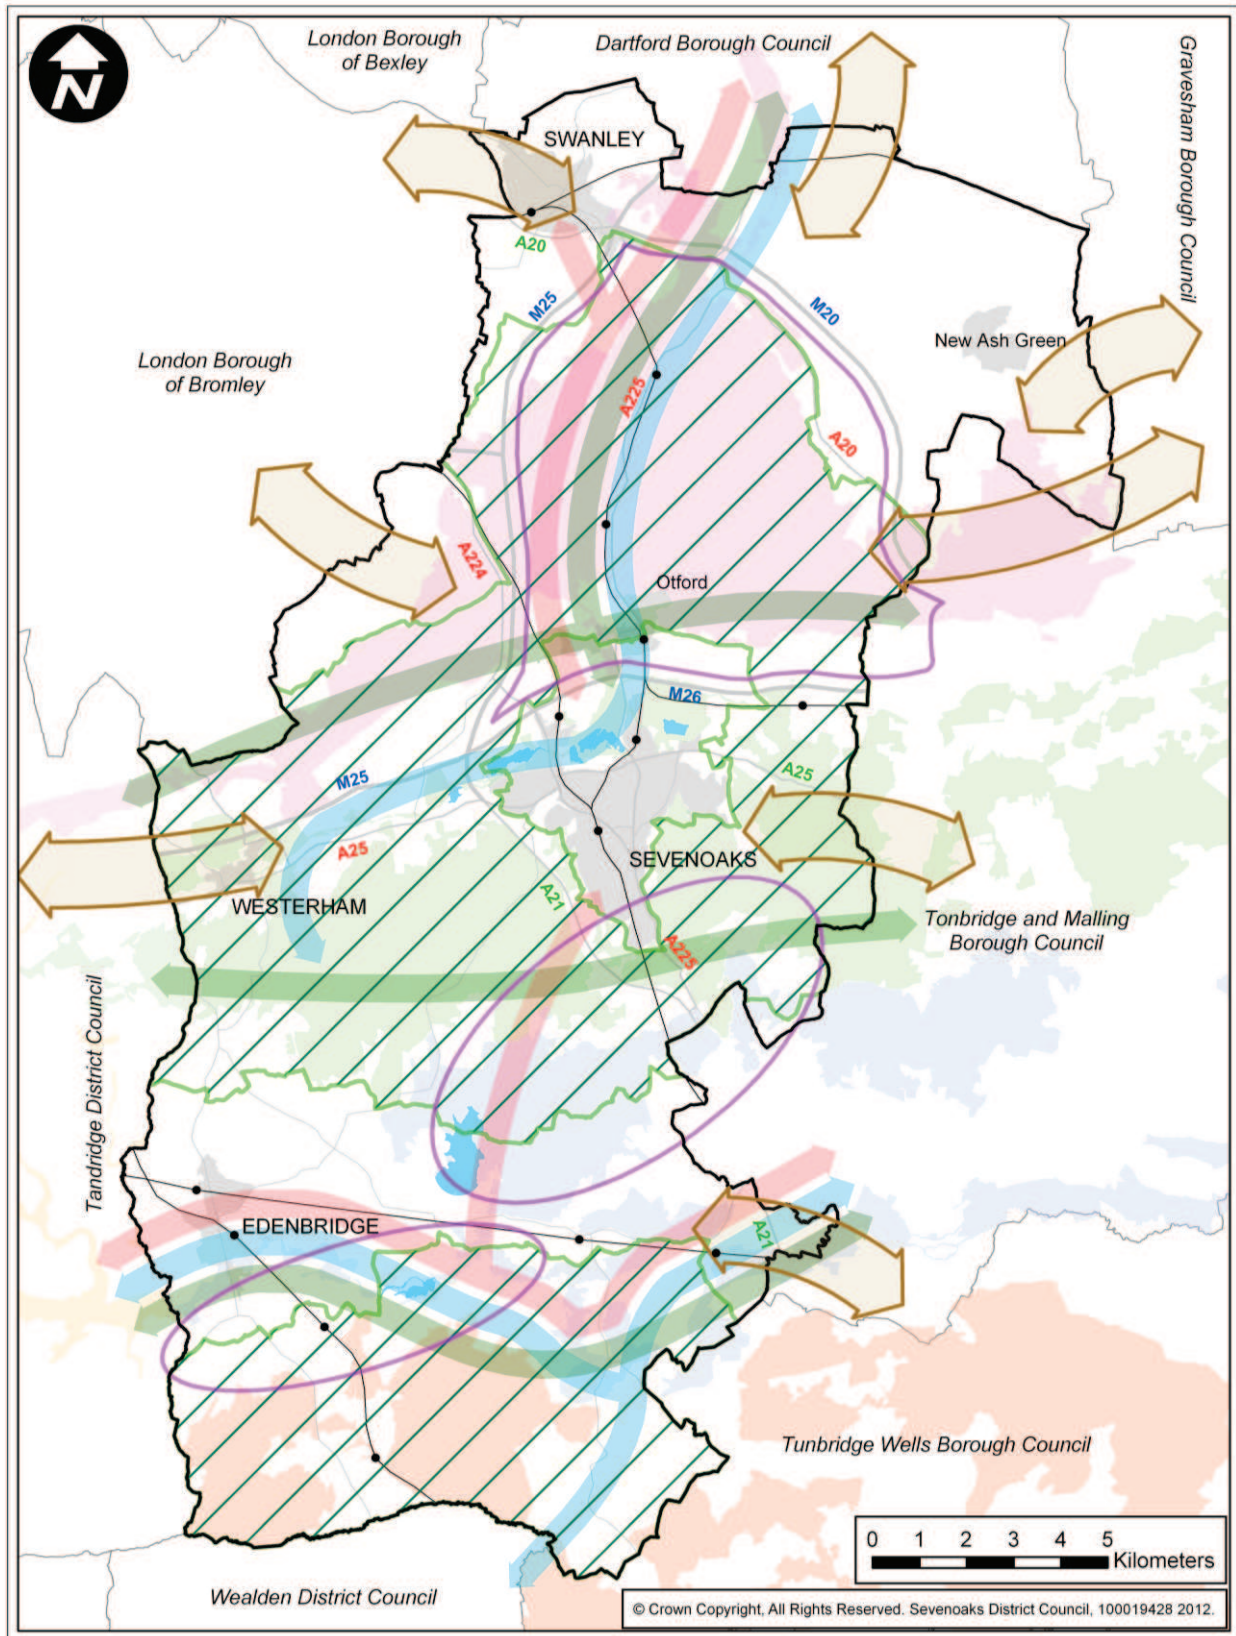 London Borough
of Bexley
Dartford Borough Council
Gravesham Borough Council
N
SWANLEY
A20
M25
M20
New Ash Green
London Borough
of Bromley
A225
A20
A224
Otford
M26
M25
A25
A25
SEVENOAKS
A21
WESTERHAM
A225
Tonbridge and Malling
Borough Council
Tandridge District Council
EDENBRIDGE
A21
Tunbridge Wells Borough Council
0 1 2 3 4 5
Kilometers
Wealden District Council
© Crown Copyright, All Rights Reserved. Sevenoaks District Council, 100019428 2012.